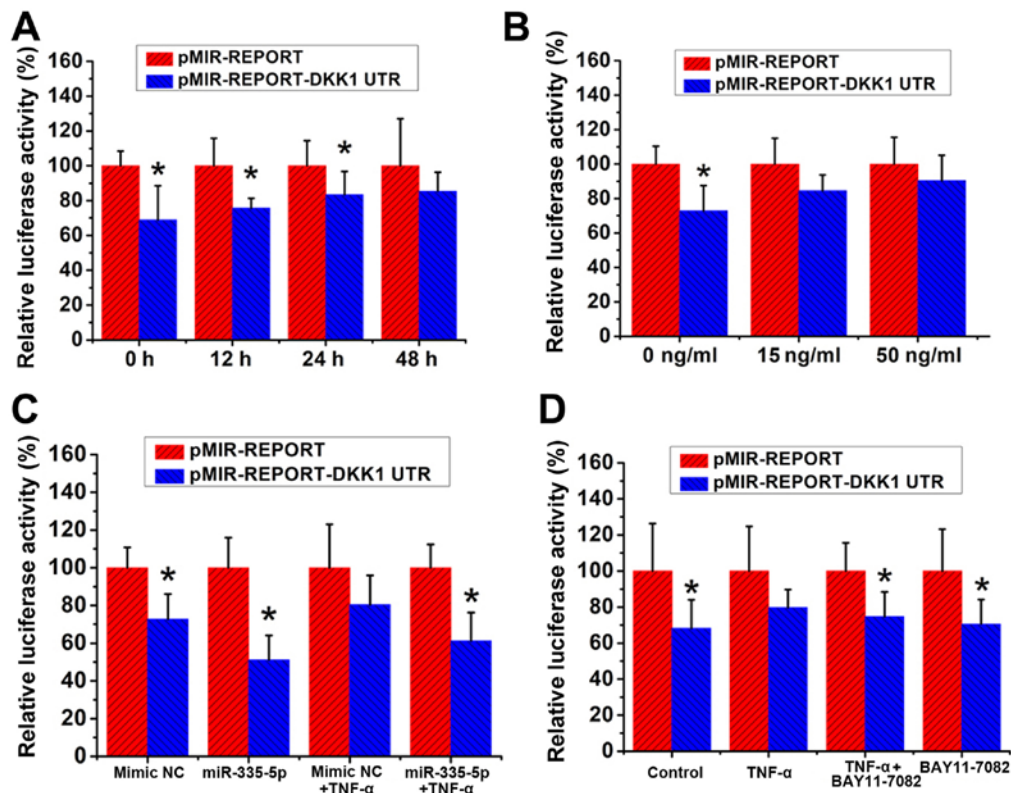 A
Relative luciferase activity (%)
160
140
120
100
80
60
40
20
0
pMIR-REPORT
pMIR-REPORT-DKK1 UTR
*
*
*
0 h
12 h
24 h
48 h
B
Relative luciferase activity (%)
160
140
120
100
80
60
40
20
0
pMIR-REPORT
pMIR-REPORT-DKK1 UTR
*
0 ng/ml
15 ng/ml
50 ng/ml
C
Relative luciferase activity (%)
160
140
120
100
80
60
40
20
0
pMIR-REPORT
pMIR-REPORT-DKK1 UTR
*
*
*
Mimic NC
miR-335-5p
Mimic NC
+TNF-α
miR-335-5p
+TNF-α
D
Relative luciferase activity (%)
160
140
120
100
80
60
40
20
0
pMIR-REPORT
pMIR-REPORT-DKK1 UTR
*
*
*
Control
TNF-α
TNF-α+
BAY11-7082
BAY11-7082